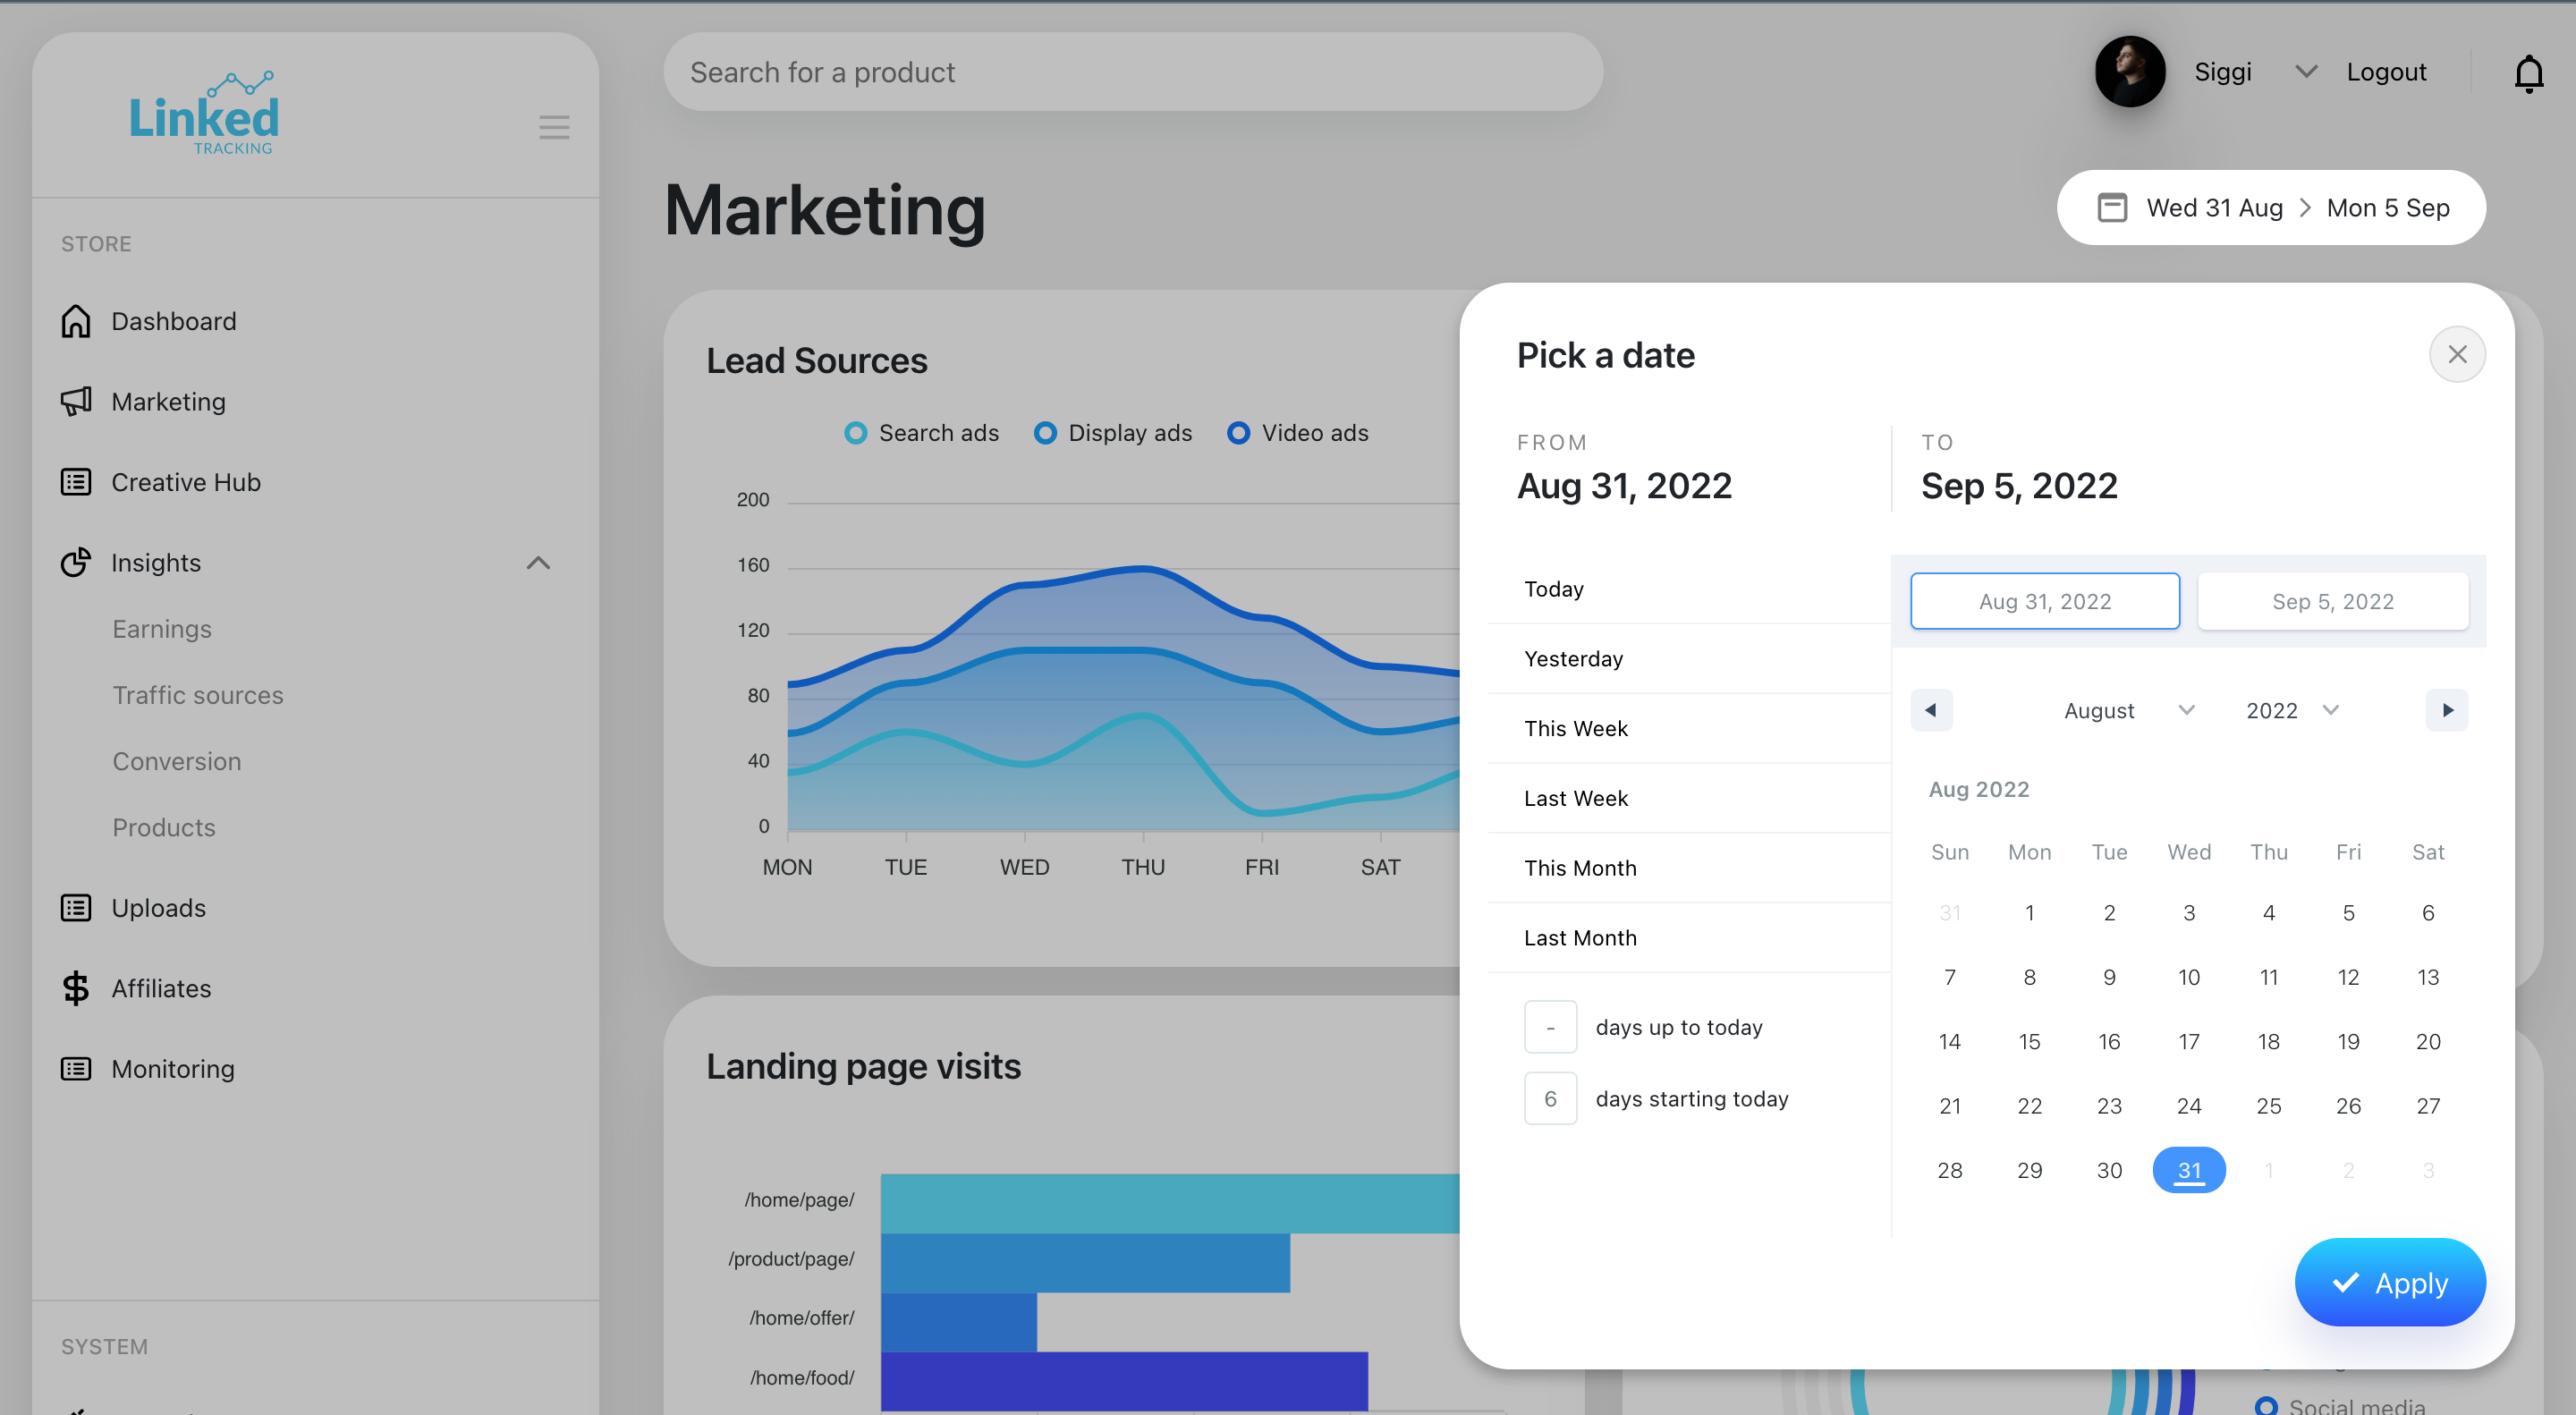 Linked
TRACKING
Search for a product
Siggi
Logout
Marketing
Wed 31 Aug > Mon 5 Sep
STORE
Dashboard
Marketing
Creative Hub
Insights
Earnings
Traffic sources
Conversion
Products
Uploads
Affiliates
Monitoring
SYSTEM
Lead Sources
Search ads Display ads Video ads
200
160
120
80
40
0
MON TUE WED THU FRI SAT
Landing page visits
/home/page/
/product/page/
/home/offer/
/home/food/
Pick a date
FROM
Aug 31, 2022
TO
Sep 5, 2022
Today
Yesterday
This Week
Last Week
This Month
Last Month
- days up to today
6 days starting today
Aug 31, 2022 Sep 5, 2022
August 2022
Aug 2022
Sun Mon Tue Wed Thu Fri Sat
31 1 2 3 4 5 6
7 8 9 10 11 12 13
14 15 16 17 18 19 20
21 22 23 24 25 26 27
28 29 30 31 1 2 3
Apply
Social media